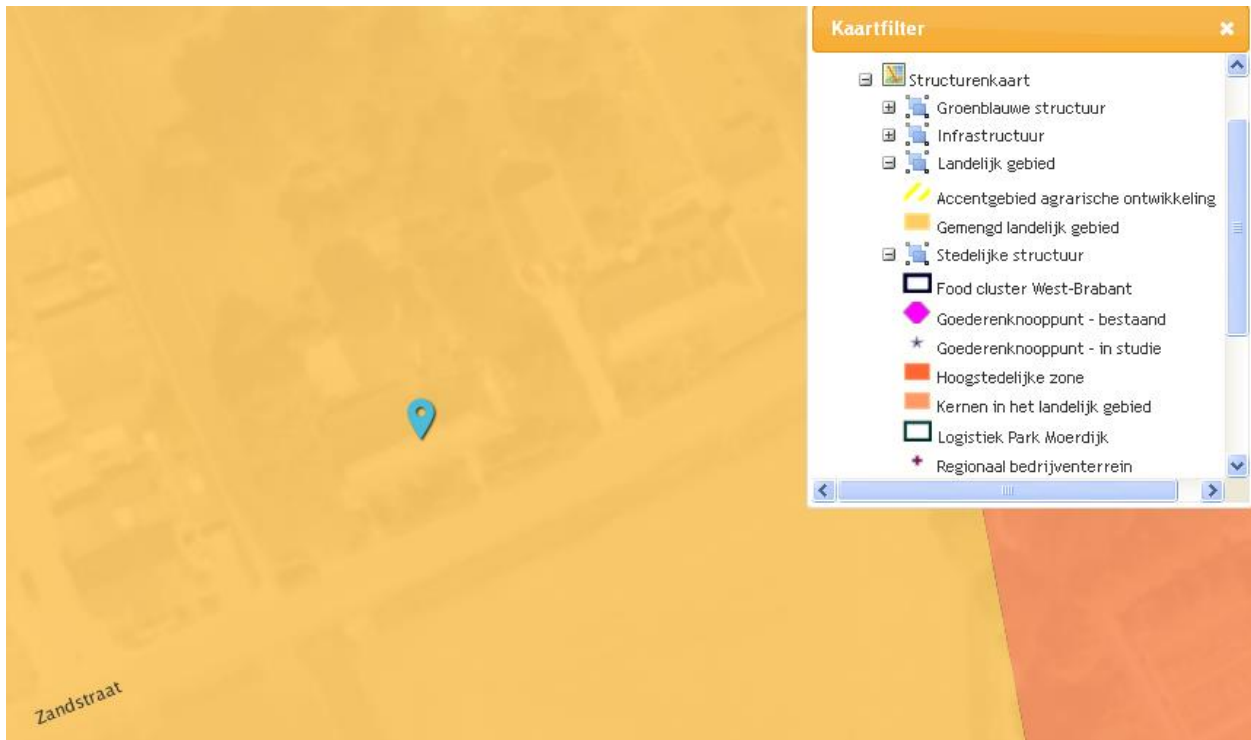 Kaartfilter
Structurenkaart
Groenblauwe structuur
Infrastructuur
Landelijk gebied
Accentgebied agrarische ontwikkeling
Gemengd landelijk gebied
Stedelijke structuur
Food cluster West-Brabant
Goederenknooppunt - bestaand
Goederenknooppunt - in studie
Hoogstedelijke zone
Kernen in het landelijk gebied
Logistiek Park Moerdijk
Regionaal bedrijventerrein
Zandstraat